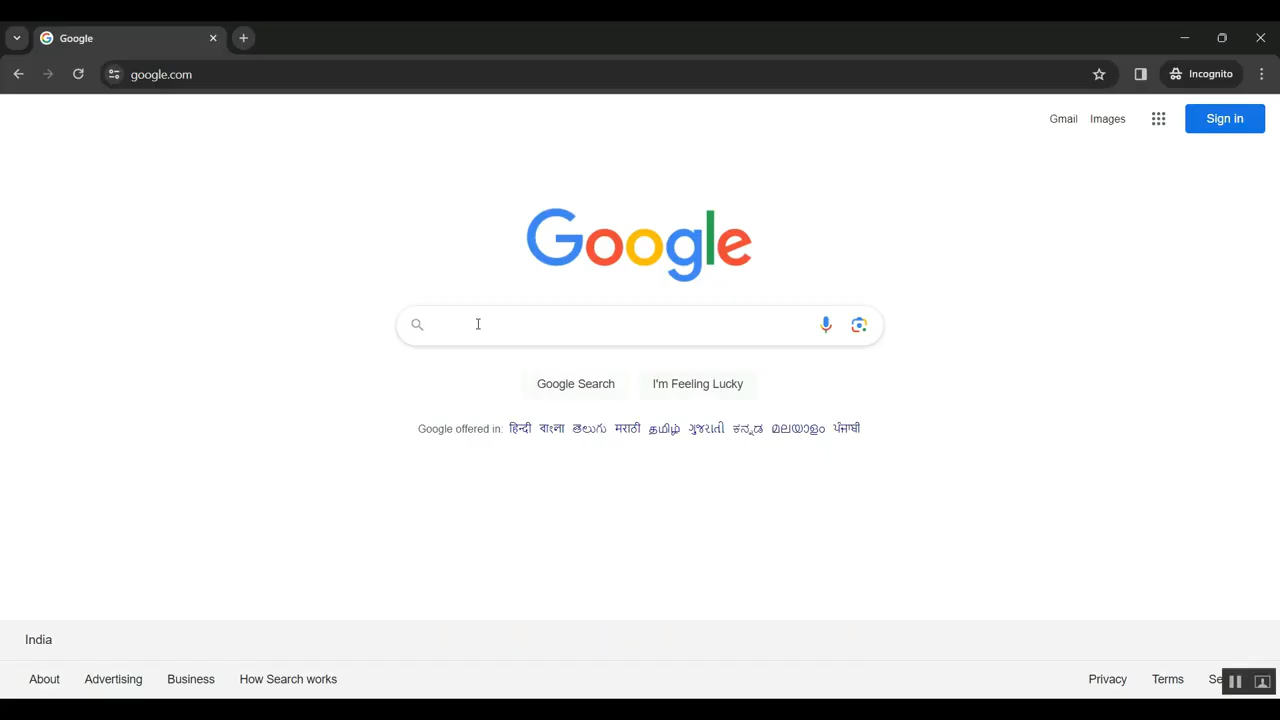 Google
google.com
Incognito
Gmail Images Sign in
Google
Google Search I'm Feeling Lucky
Google offered in: हिन्दी বাংলা తెలుగు मराठी தமிழ் ગુજરાતી ಕನ್ನಡ മലയാളം ਪੰਜਾਬੀ
India
About Advertising Business How Search works Privacy Terms